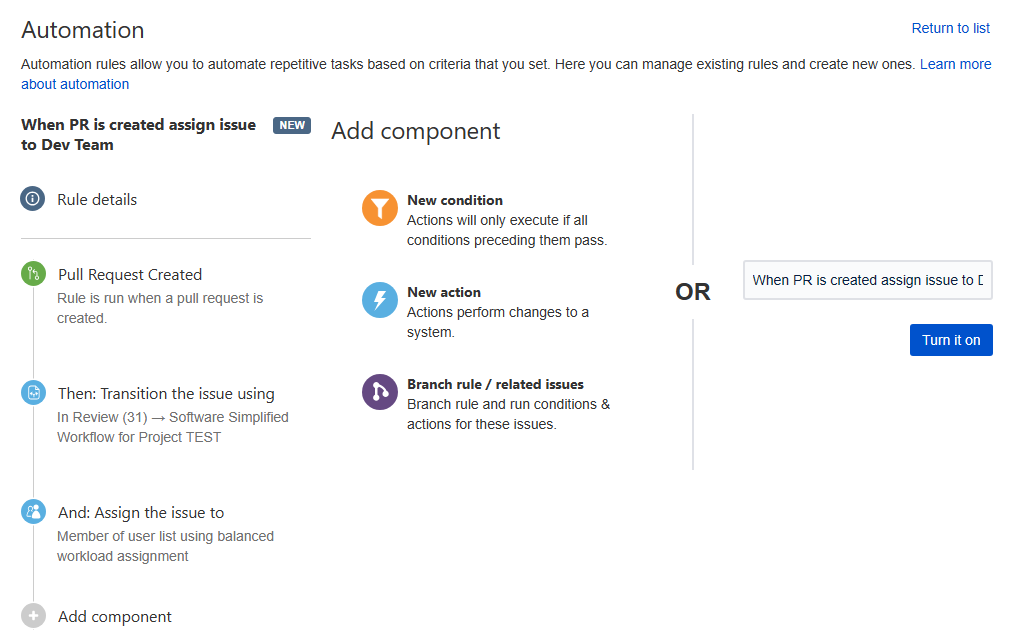 Automation
Return to list
Automation rules allow you to automate repetitive tasks based on criteria that you set. Here you can manage existing rules and create new ones. Learn more
about automation
When PR is created assign issue
to Dev Team
NEW
Rule details
Pull Request Created
Rule is run when a pull request is
created.
Then: Transition the issue using
In Review (31) → Software Simplified
Workflow for Project TEST
And: Assign the issue to
Member of user list using balanced
workload assignment
Add component
Add component
New condition
Actions will only execute if all
conditions preceding them pass.
New action
Actions perform changes to a
system.
Branch rule / related issues
Branch rule and run conditions &
actions for these issues.
OR
When PR is created assign issue to
Turn it on